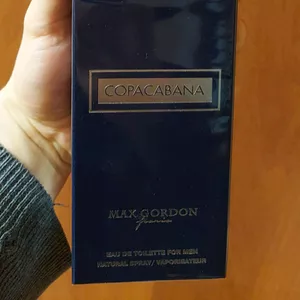 COPACABANA
MAX GORDON
EAU DE TOILETTE FOR MEN
NATURAL SPRAY/VAPORISATEUR